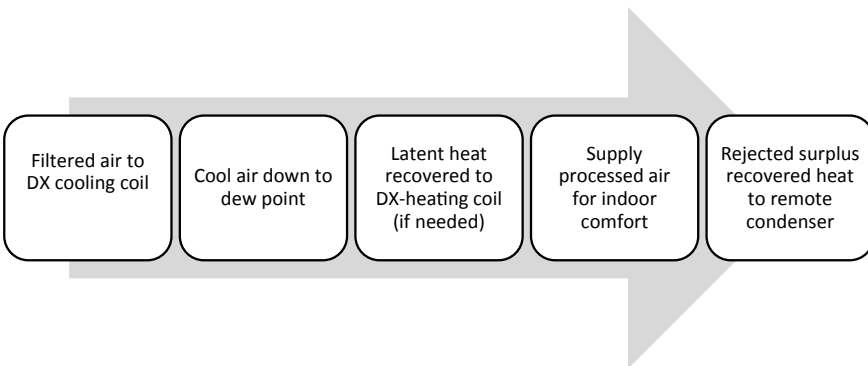 Filtered air to
DX cooling coil
Cool air down to
dew point
Latent heat
recovered to
DX-heating coil
(if needed)
Supply
processed air
for indoor
comfort
Rejected surplus
recovered heat
to remote
condenser